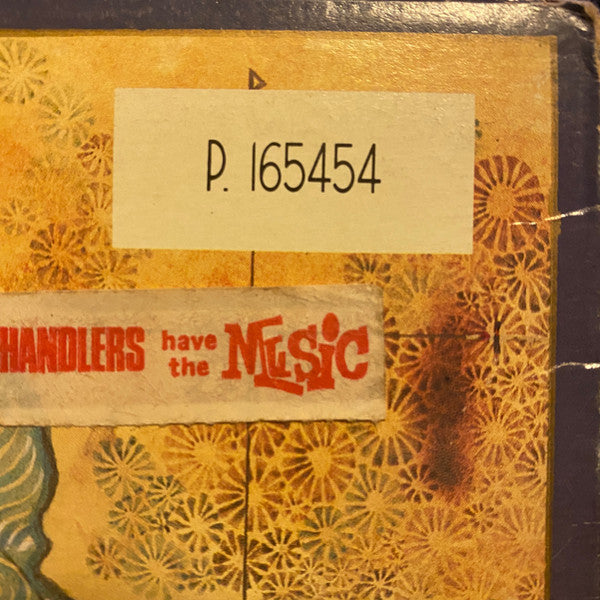 P. 165454
HANDLERS have the MUSiC